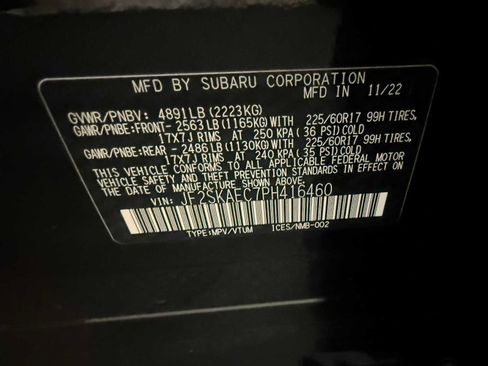 MFD BY SUBARU CORPORATION
MFD IN 11/22
GVWR/PNBV: 4891LB(2223KG)
GAWR/PNBE:FRONT- 2563LB(1165KG)WITH 225/60R17 99H TIRES,
17X7J RIMS AT 250 KPA( 36 PSI)COLD
GAWR/PNBE:REAR -2486LB(1130KG)WITH 225/60R17 99H TIRES,
17X7J RIMS AT 240 KPA( 35 PSI)COLD
THIS VEHICLE CONFORMS TO ALL APPLICABLE FEDERAL MOTOR
VEHICLE SAFETY AND THEFT PREVENTION STANDARDS IN EFFECT ON
THE DATE OF MANUFACTURE SHOWN ABOVE.
VIN: JF2SKAEC7PH416460
TYPE:MPV/VTUM ICES/NMB-002